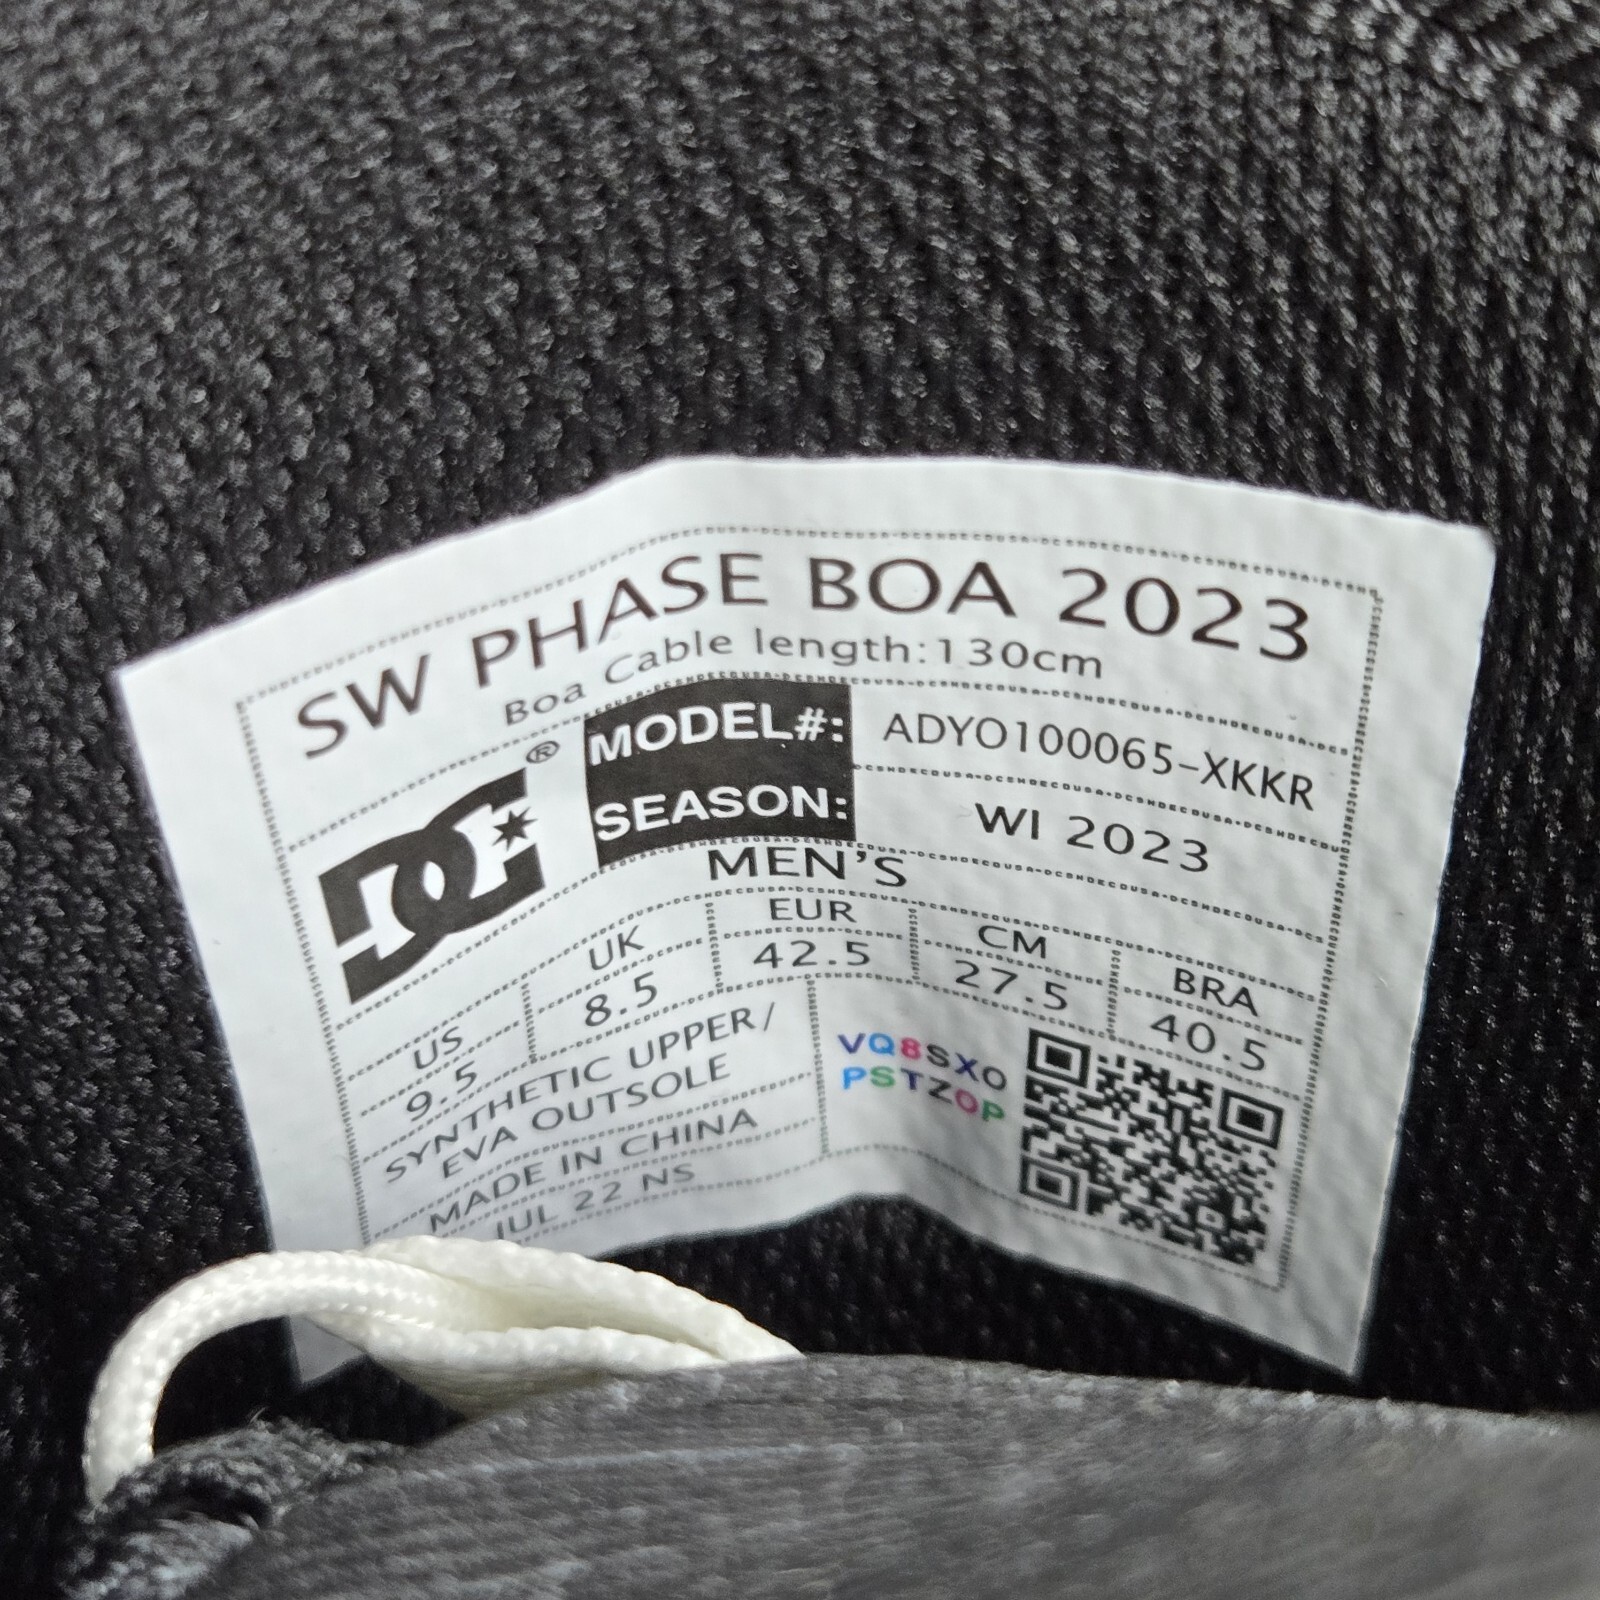 SW PHASE BOA 2023
Boa Cable length:130cm
DC®
MODEL#: ADYO100065-XKKR
SEASON: WI 2023
MEN'S
US UK EUR CM BRA
9.5 8.5 42.5 27.5 40.5
SYNTHETIC UPPER/
EVA OUTSOLE
MADE IN CHINA
JUL 22 NS
VQ8SXO
PSTZOP